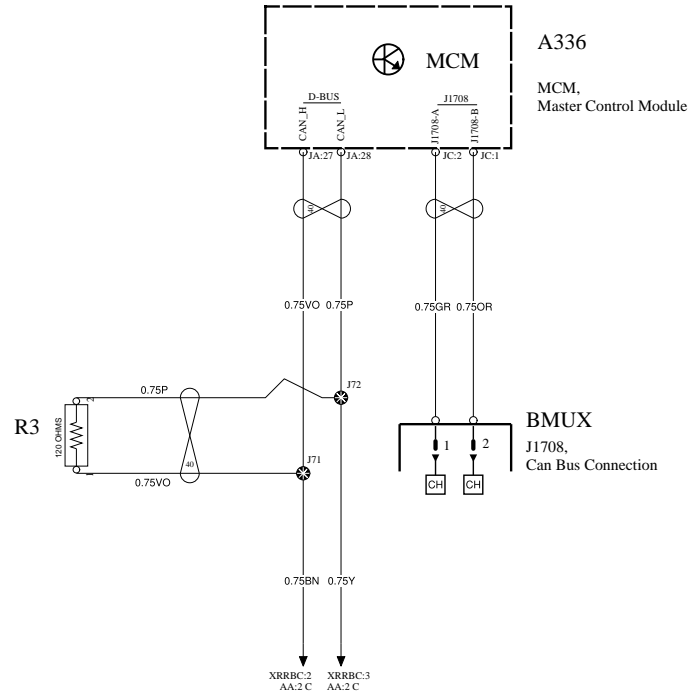 A336
MCM
MCM,
Master Control Module
D-BUS
J1708
CAN_H
CAN_L
J1708-A
J1708-B
JA:27
JA:28
JC:2
JC:1
40
40
0.75VO
0.75P
0.75GR
0.75OR
0.75P
J72
R3
120 OHMS
2
1
40
J71
0.75VO
BMUX
J1708,
Can Bus Connection
1
2
CH
CH
0.75BN
0.75Y
XRRBC:2
AA:2 C
XRRBC:3
AA:2 C